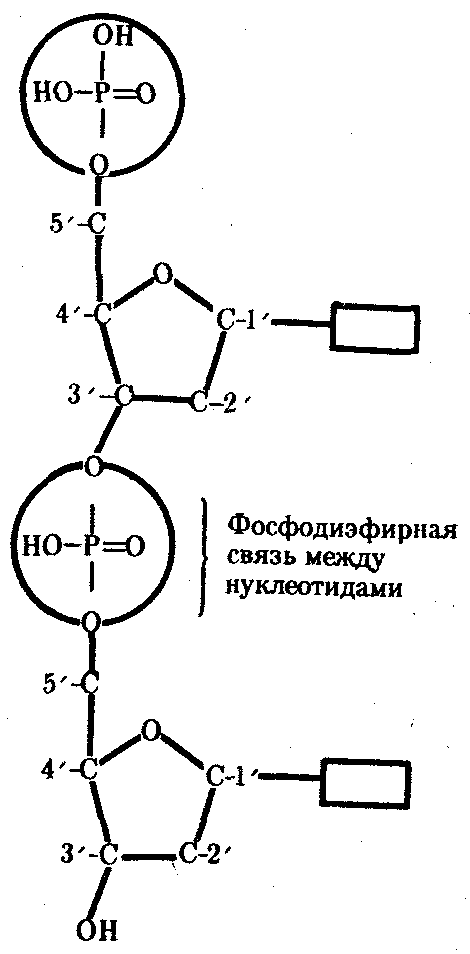 OH
HO-P=O
O
5′-C
O
4′-C
C-1′
3′-C
C-2′
O
HO-P=O
Фосфодиэфирная
связь между
нуклеотидами
O
5′-C
O
4′-C
C-1′
3′-C
C-2′
OH